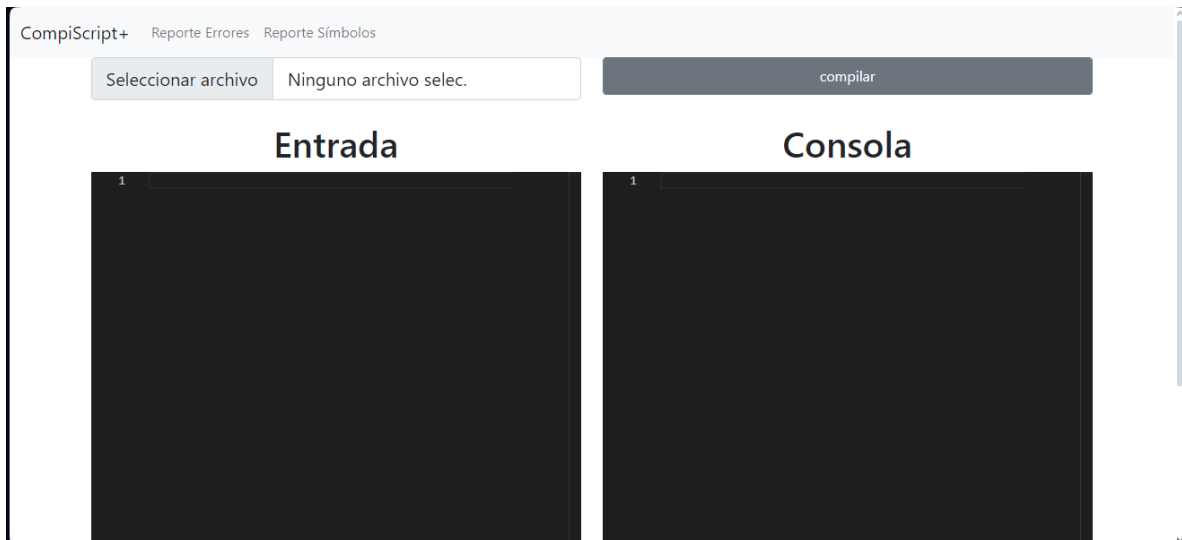 CompiScript+ Reporte Errores Reporte Símbolos
Seleccionar archivo Ninguno archivo selec. compilar
Entrada Consola
1 1